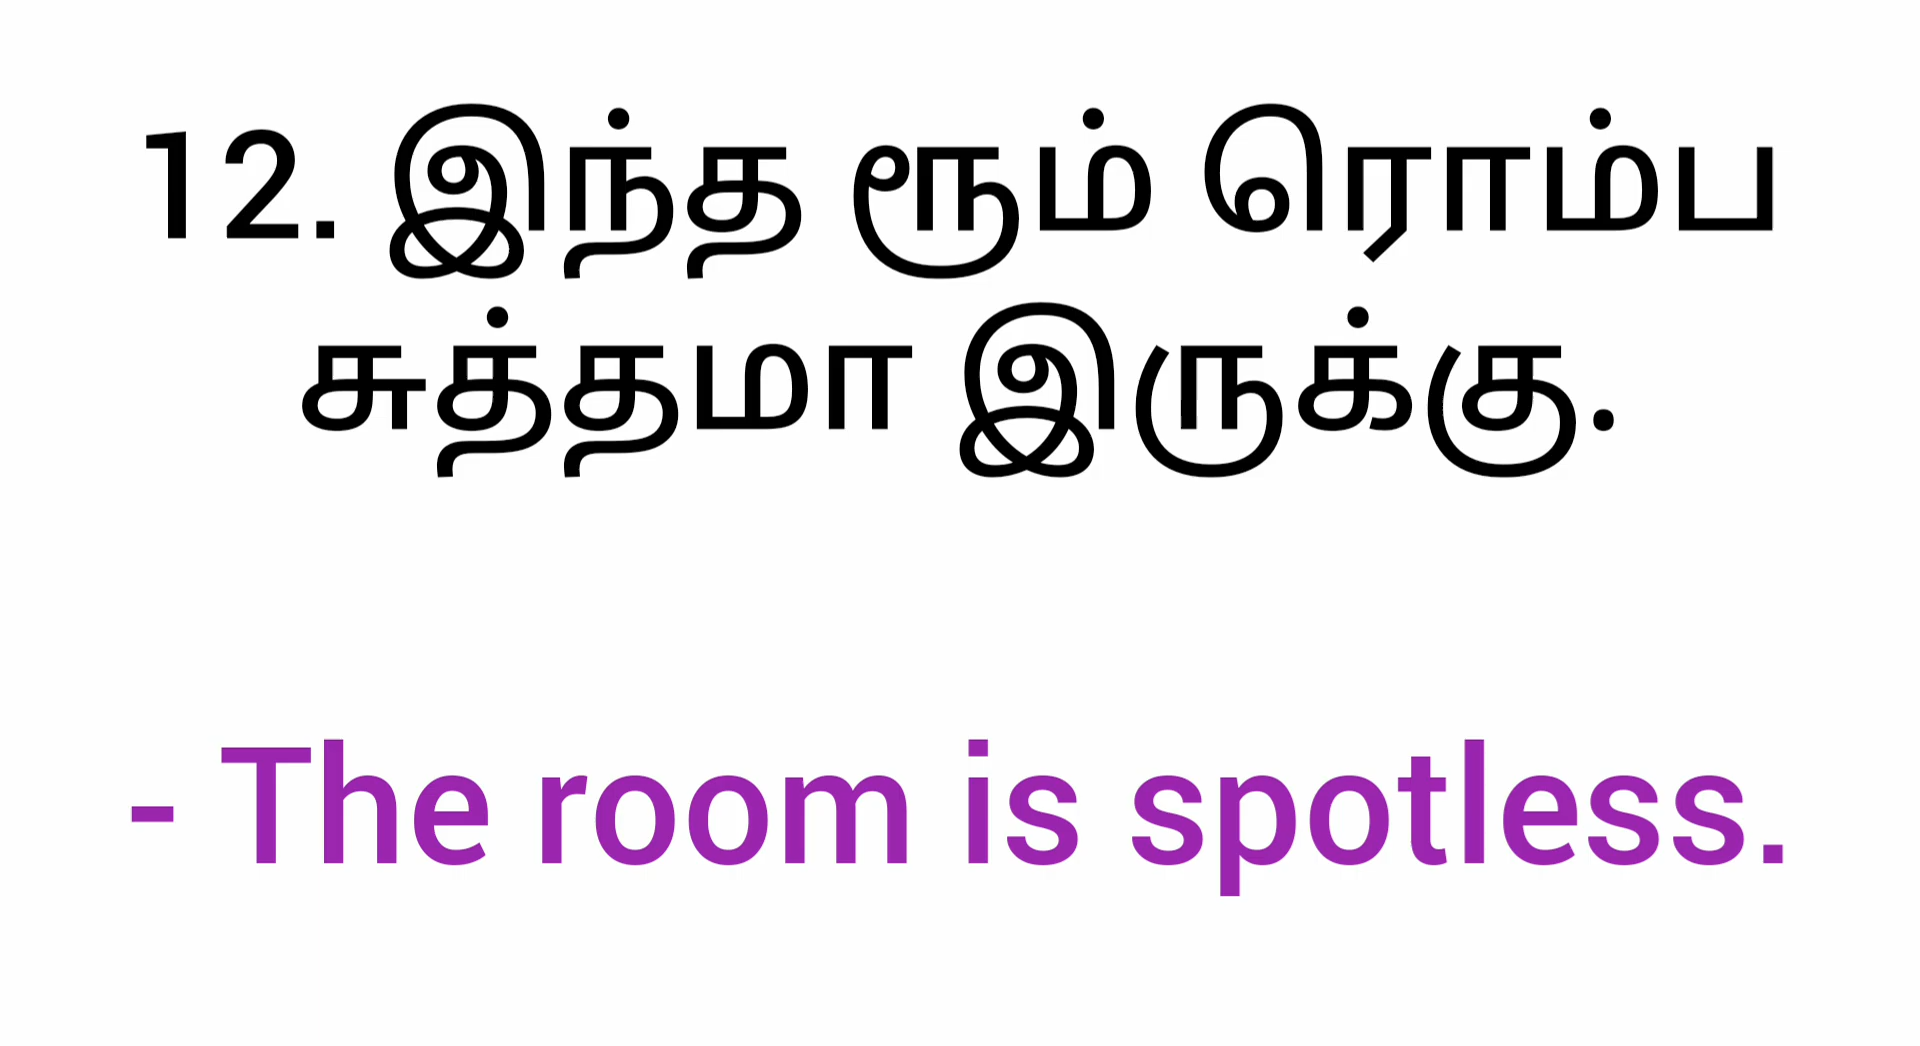 12. இந்த ரூம் ரொம்ப
சுத்தமா இருக்கு.
- The room is spotless.